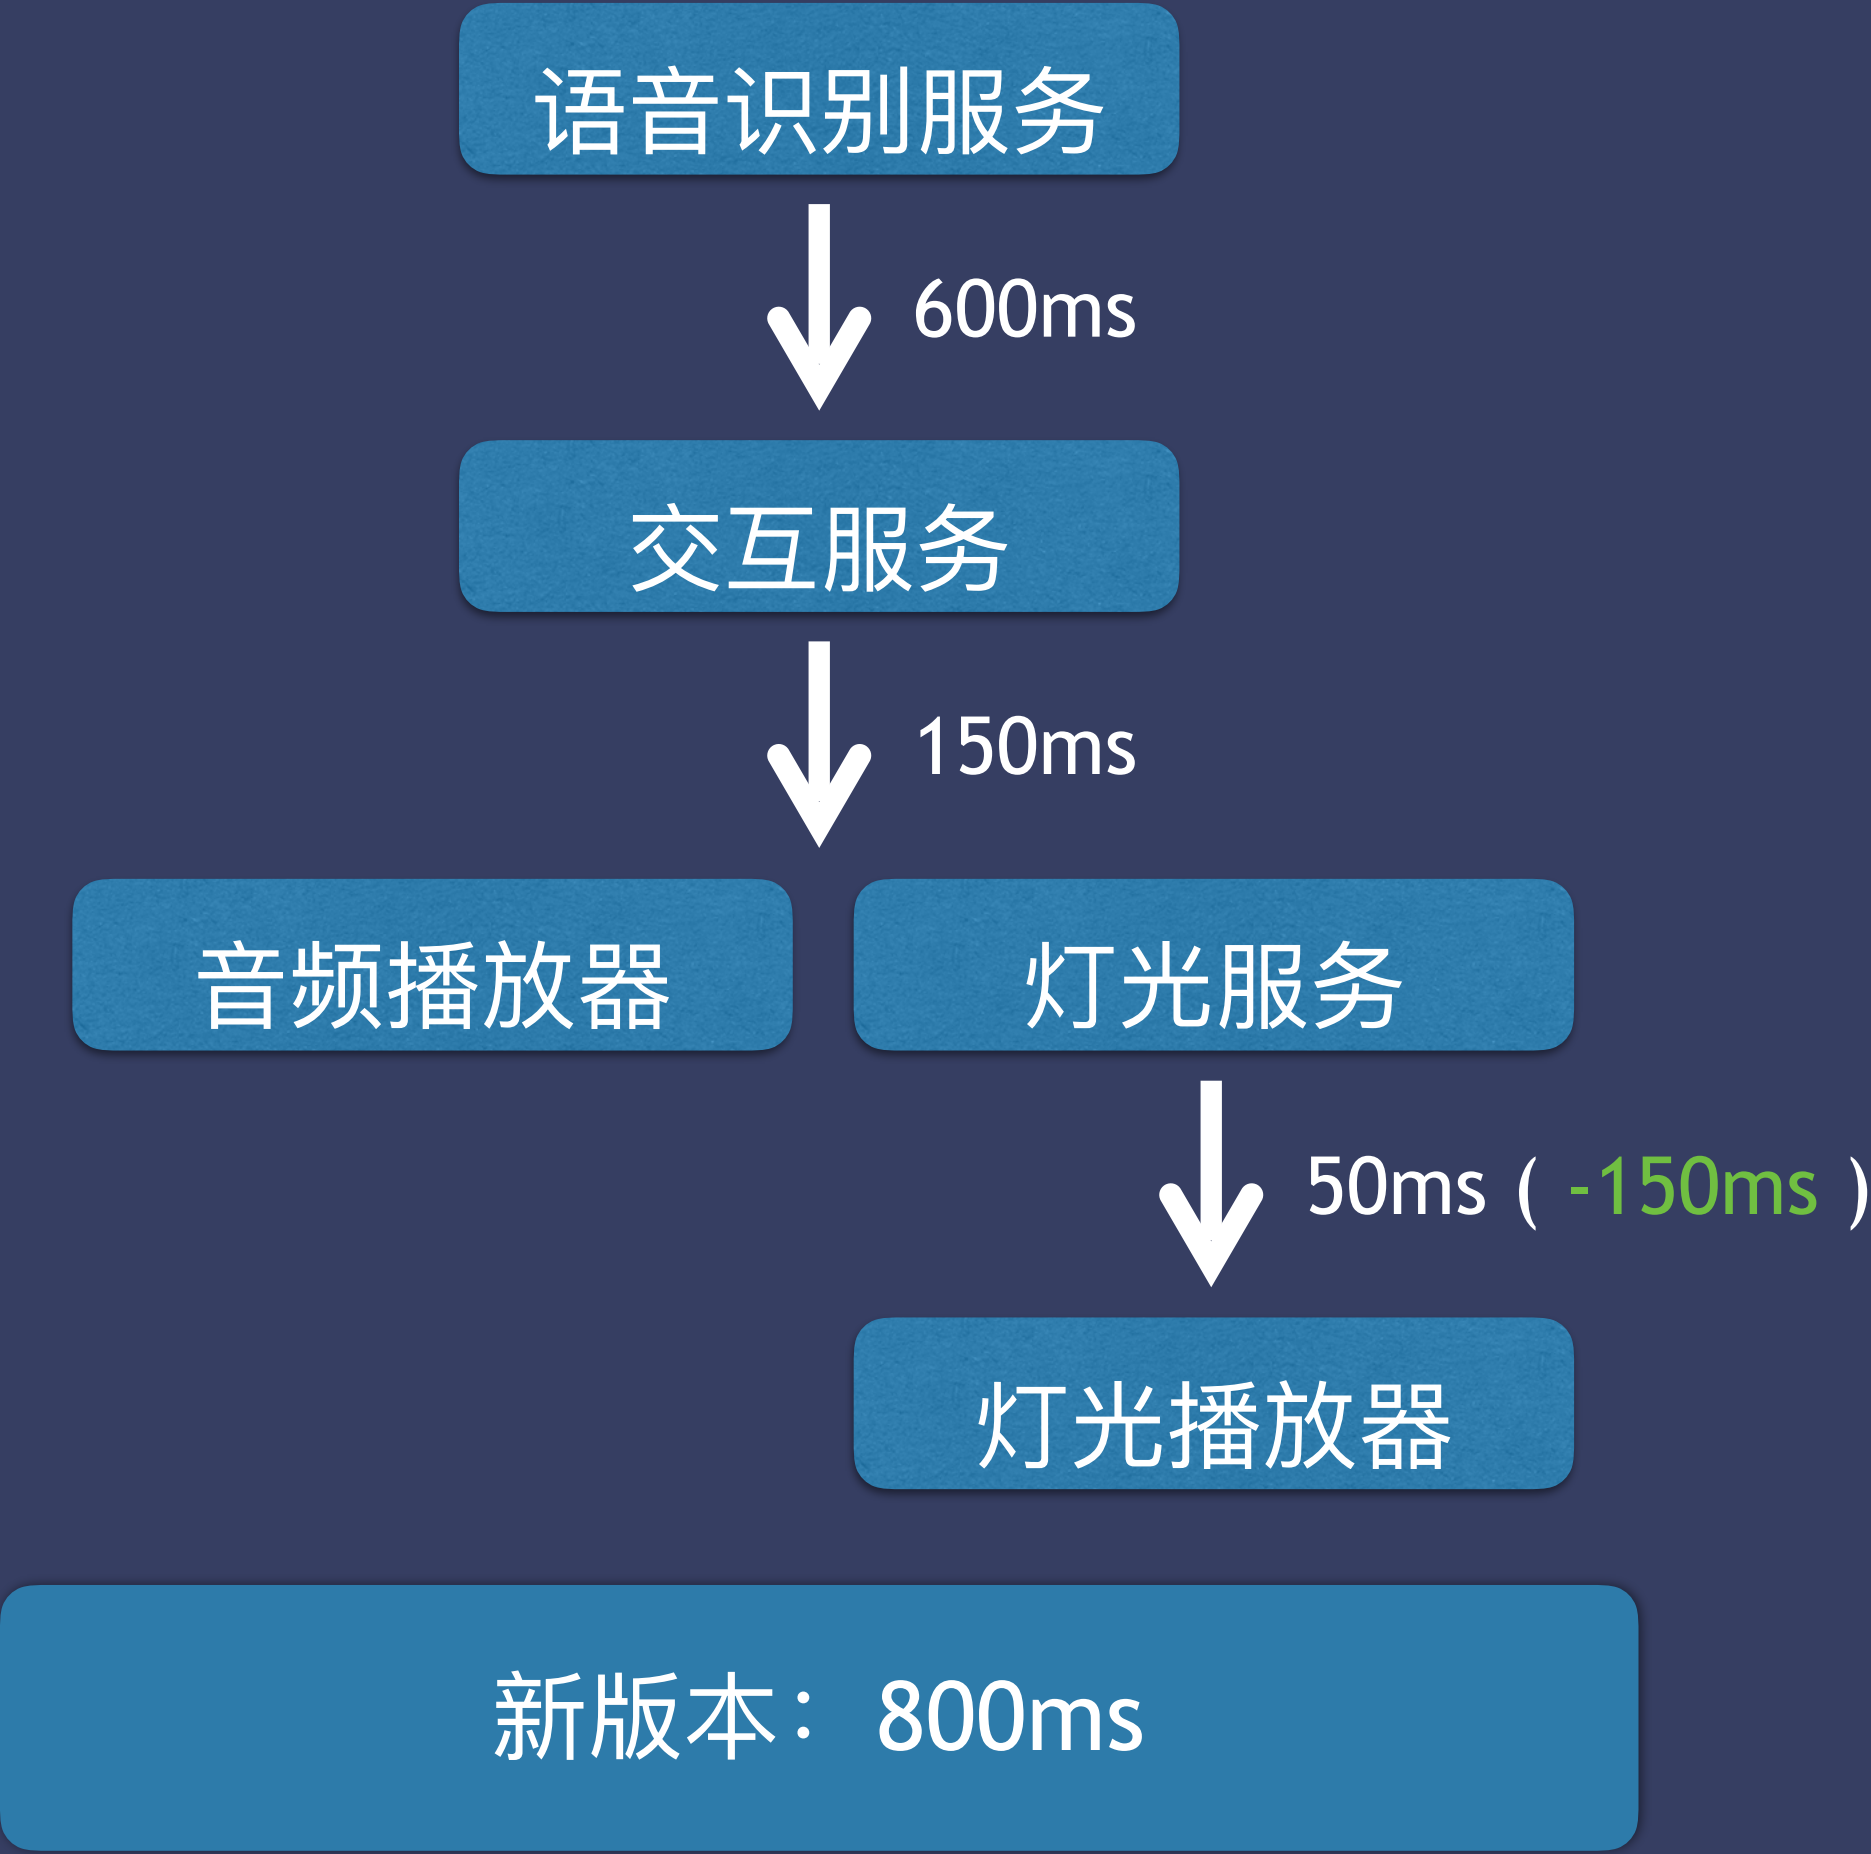 语音识别服务
600ms
交互服务
150ms
音频播放器
灯光服务
50ms ( -150ms )
灯光播放器
新版本：800ms